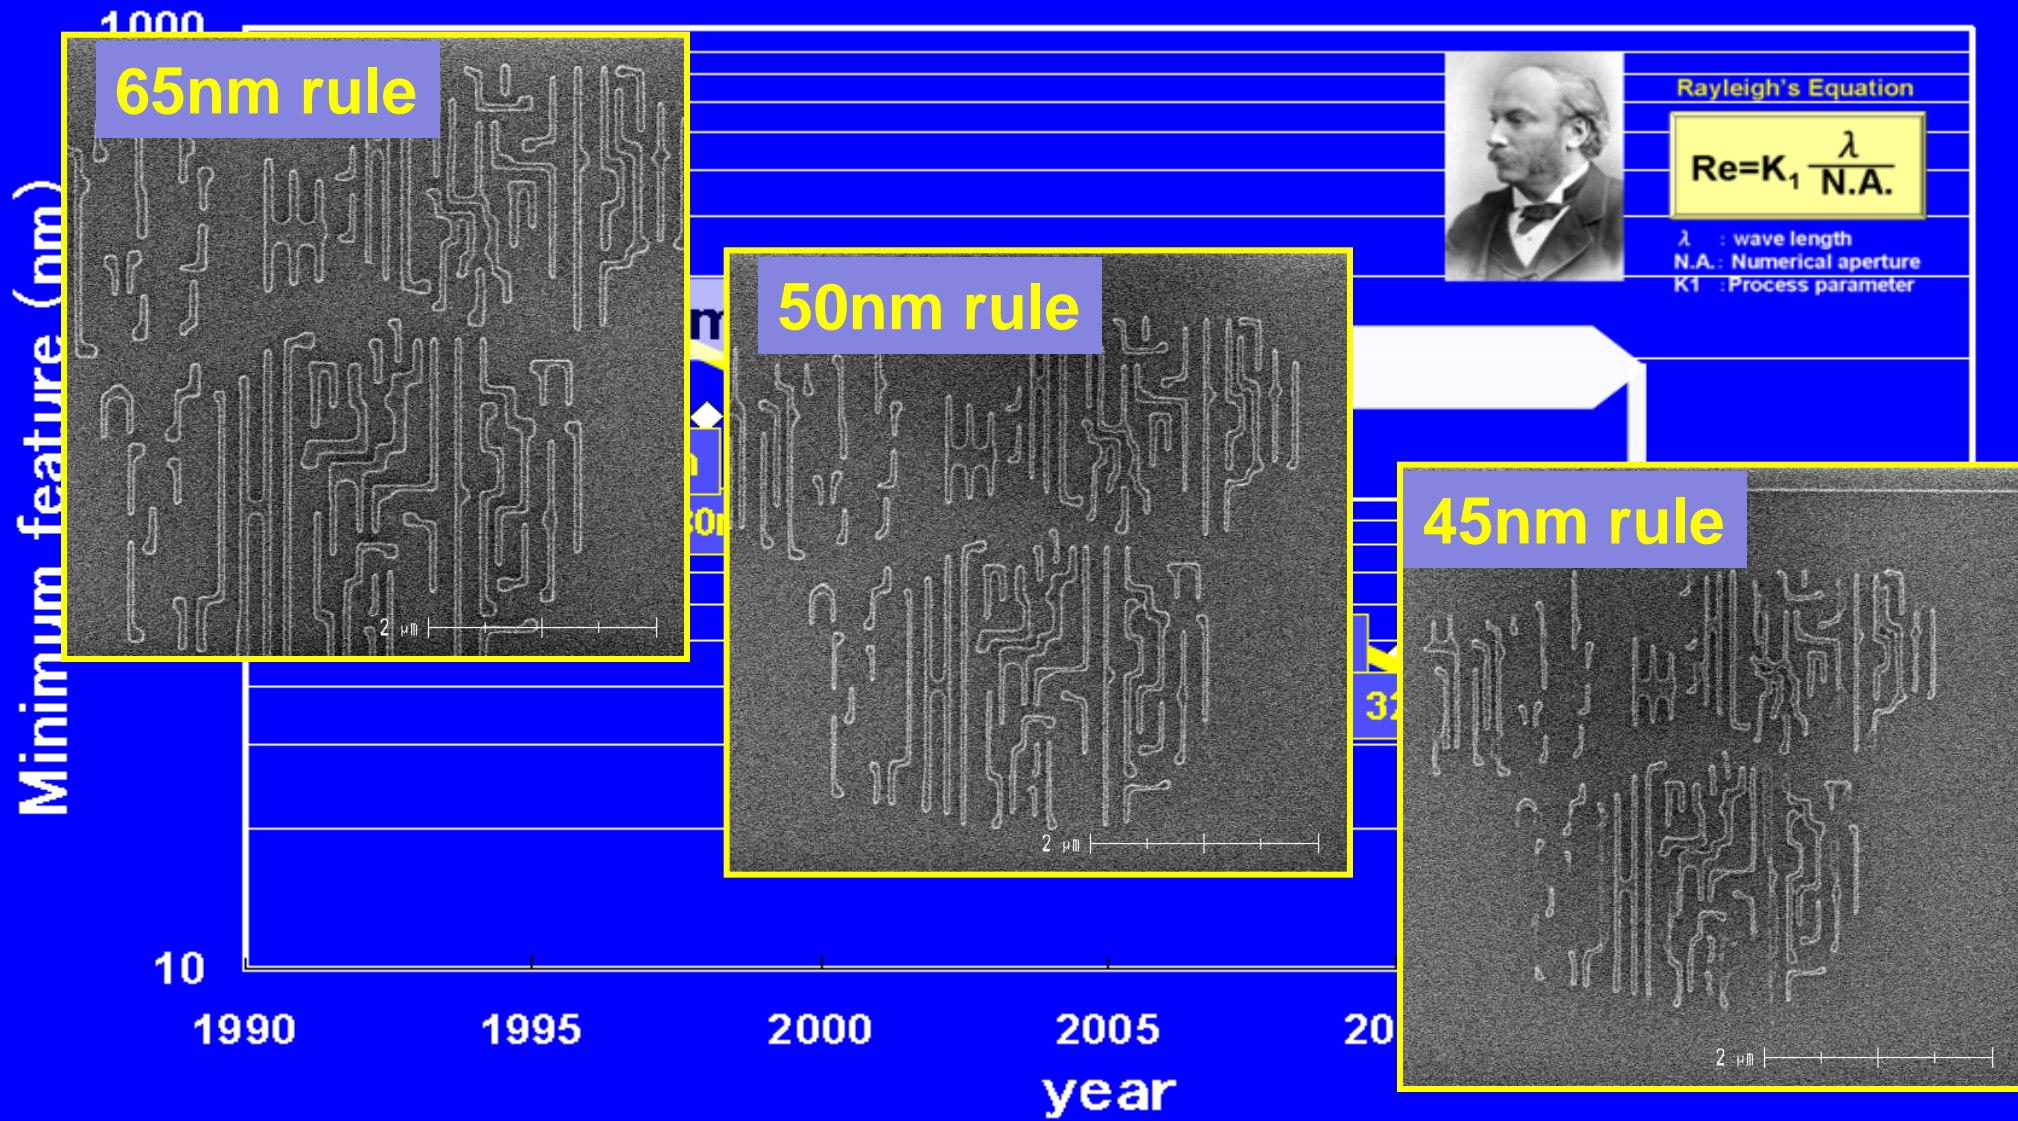 1000
65nm rule
Rayleigh's Equation
Re=K₁ λ/N.A.
λ : wave length
N.A.: Numerical aperture
K1 : Process parameter
50nm rule
45nm rule
Minimum feature (nm)
2 μm
2 μm
2 μm
10
1990 1995 2000 2005
year